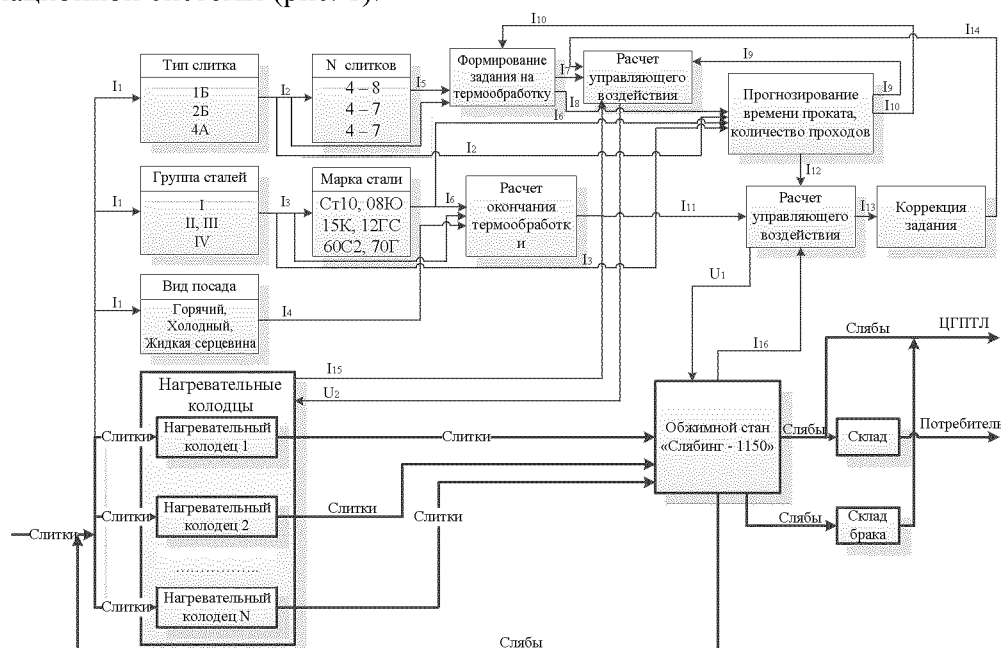 I10
I14
Тип слитка
1Б
2Б
4А
N слитков
4 – 8
4 – 7
4 – 7
Формирование
задания на
термообработку
Расчет
управляющего
воздействия
Прогнозирование
времени проката,
количество проходов
I1
I2
I5
I7
I8
I6
I9
I9
I10
I2
I12
Группа сталей
I
II, III
IV
Марка стали
Ст10, 08Ю
15К, 12ГС
60С2, 70Г
Расчет
окончания
термообработк
и
Расчет
управляющего
воздействия
Коррекция
задания
I1
I3
I6
I11
I13
I3
Вид посада
Горячий,
Холодный,
Жидкая серцевина
I1
I4
U1
I16
I15
U2
Нагревательные
колодцы
Нагревательный
колодец 1
Нагревательный
колодец 2
Нагревательный
колодец N
Слитки
Слитки
Слитки
Слитки
Слитки
Слитки
Слитки
Обжимной стан
«Слябинг - 1150»
Слябы
ЦГПТЛ
Слябы
Склад
Потребитель
Слябы
Склад
брака
Слябы